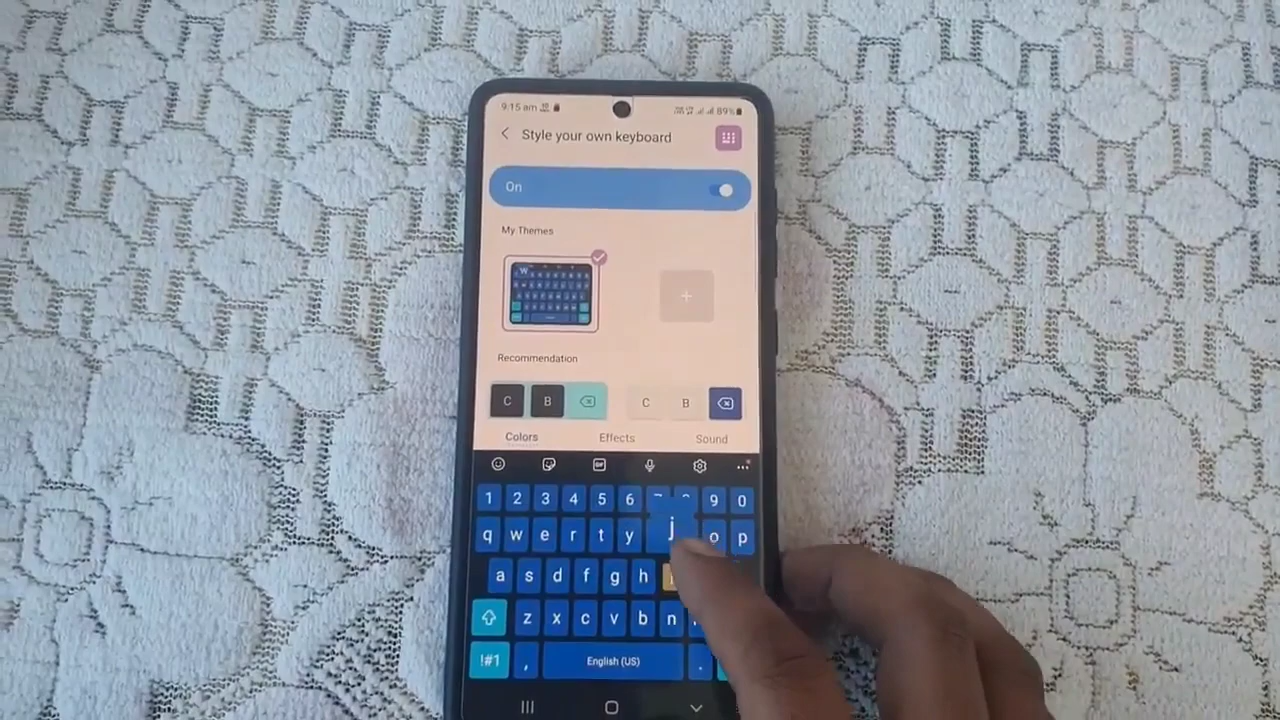 9:15 am
89%
Style your own keyboard
On
My Themes
W
Recommendation
C B C B
Colors Effects Sound
GIF
1 2 3 4 5 6 9 0
j
q w e r t y o p
a s d f g h
z x c v b n
!#1 , English (US) .